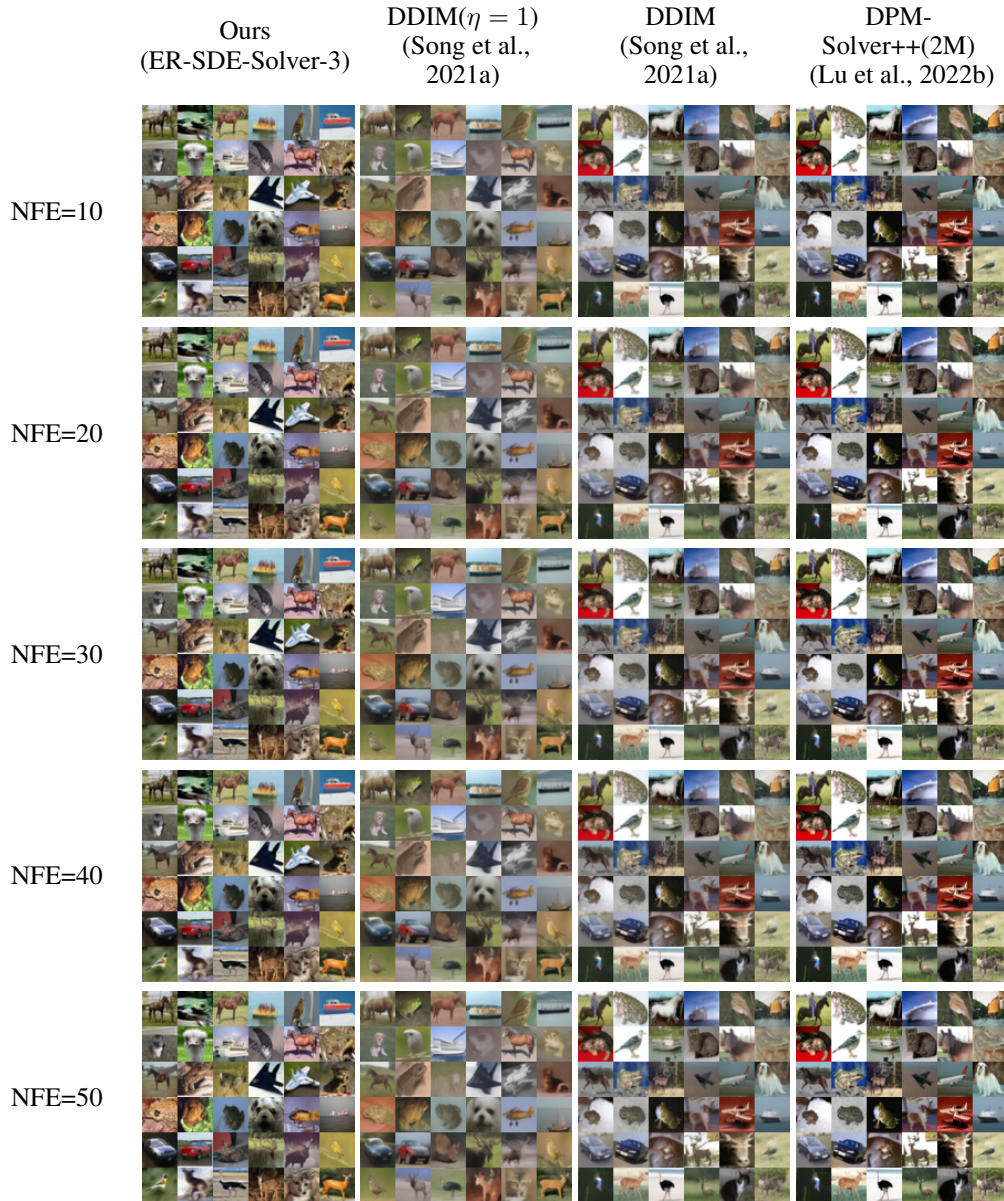 Ours
(ER-SDE-Solver-3)
DDIM(η = 1)
(Song et al.,
2021a)
DDIM
(Song et al.,
2021a)
DPM-
Solver++(2M)
(Lu et al., 2022b)
NFE=10
NFE=20
NFE=30
NFE=40
NFE=50